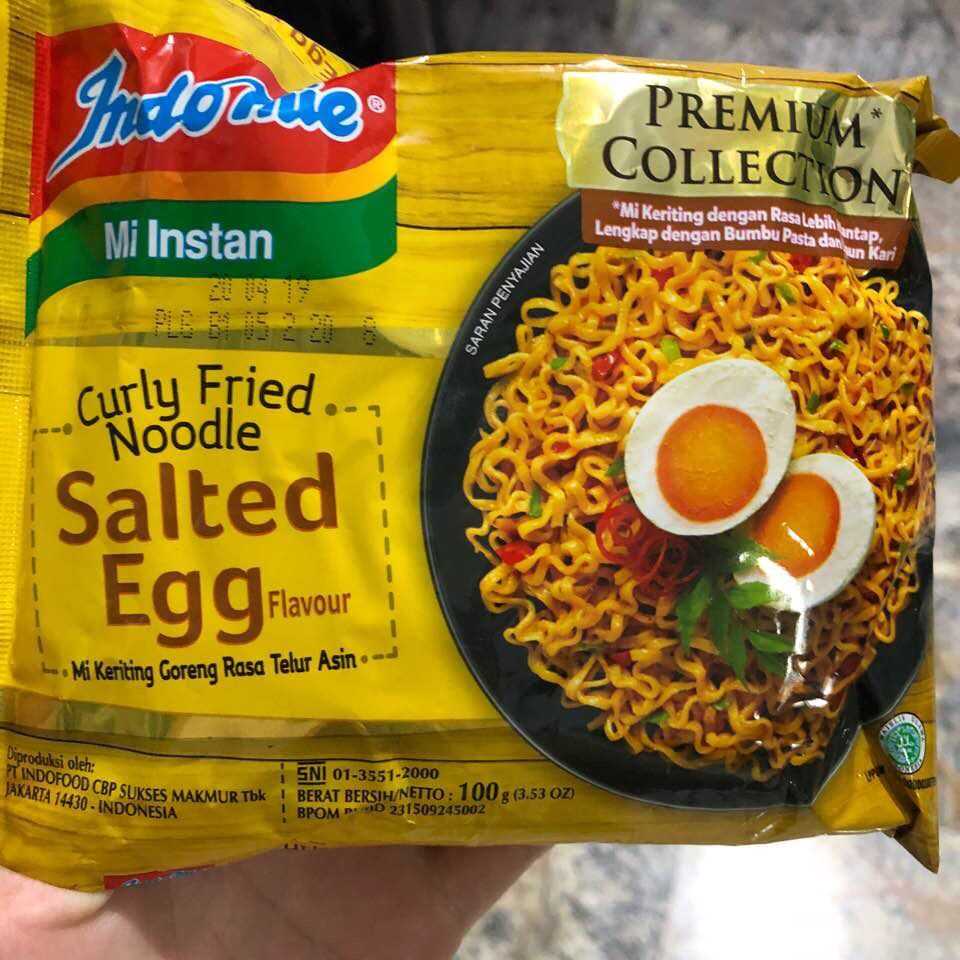 Indomie®
Mi Instan
20 04 19
PLG B1 05 2 20 8
PREMIUM*
COLLECTION
*Mi Keriting dengan Rasa Lebih
Lengkap dengan Bumbu Pasta dan Kari
SARAN PENYAJIAN
Curly Fried
Noodle
Salted
Egg Flavour
Mi Keriting Goreng Rasa Telur Asin
Diproduksi oleh:
PT INDOFOOD CBP SUKSES MAKMUR Tbk
JAKARTA 14430 - INDONESIA
SNI 01-3551-2000
BERAT BERSIH/NETTO : 100 g (3.53 OZ)
BPOM 231509245002